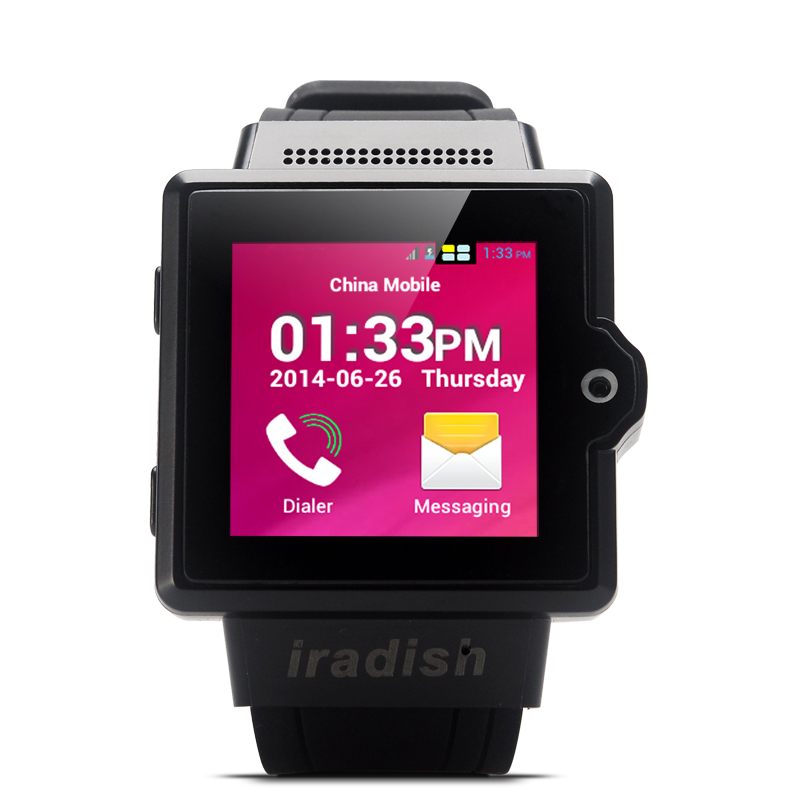 1:33 PM
China Mobile
01:33PM
2014-06-26 Thursday
Dialer Messaging
iradish